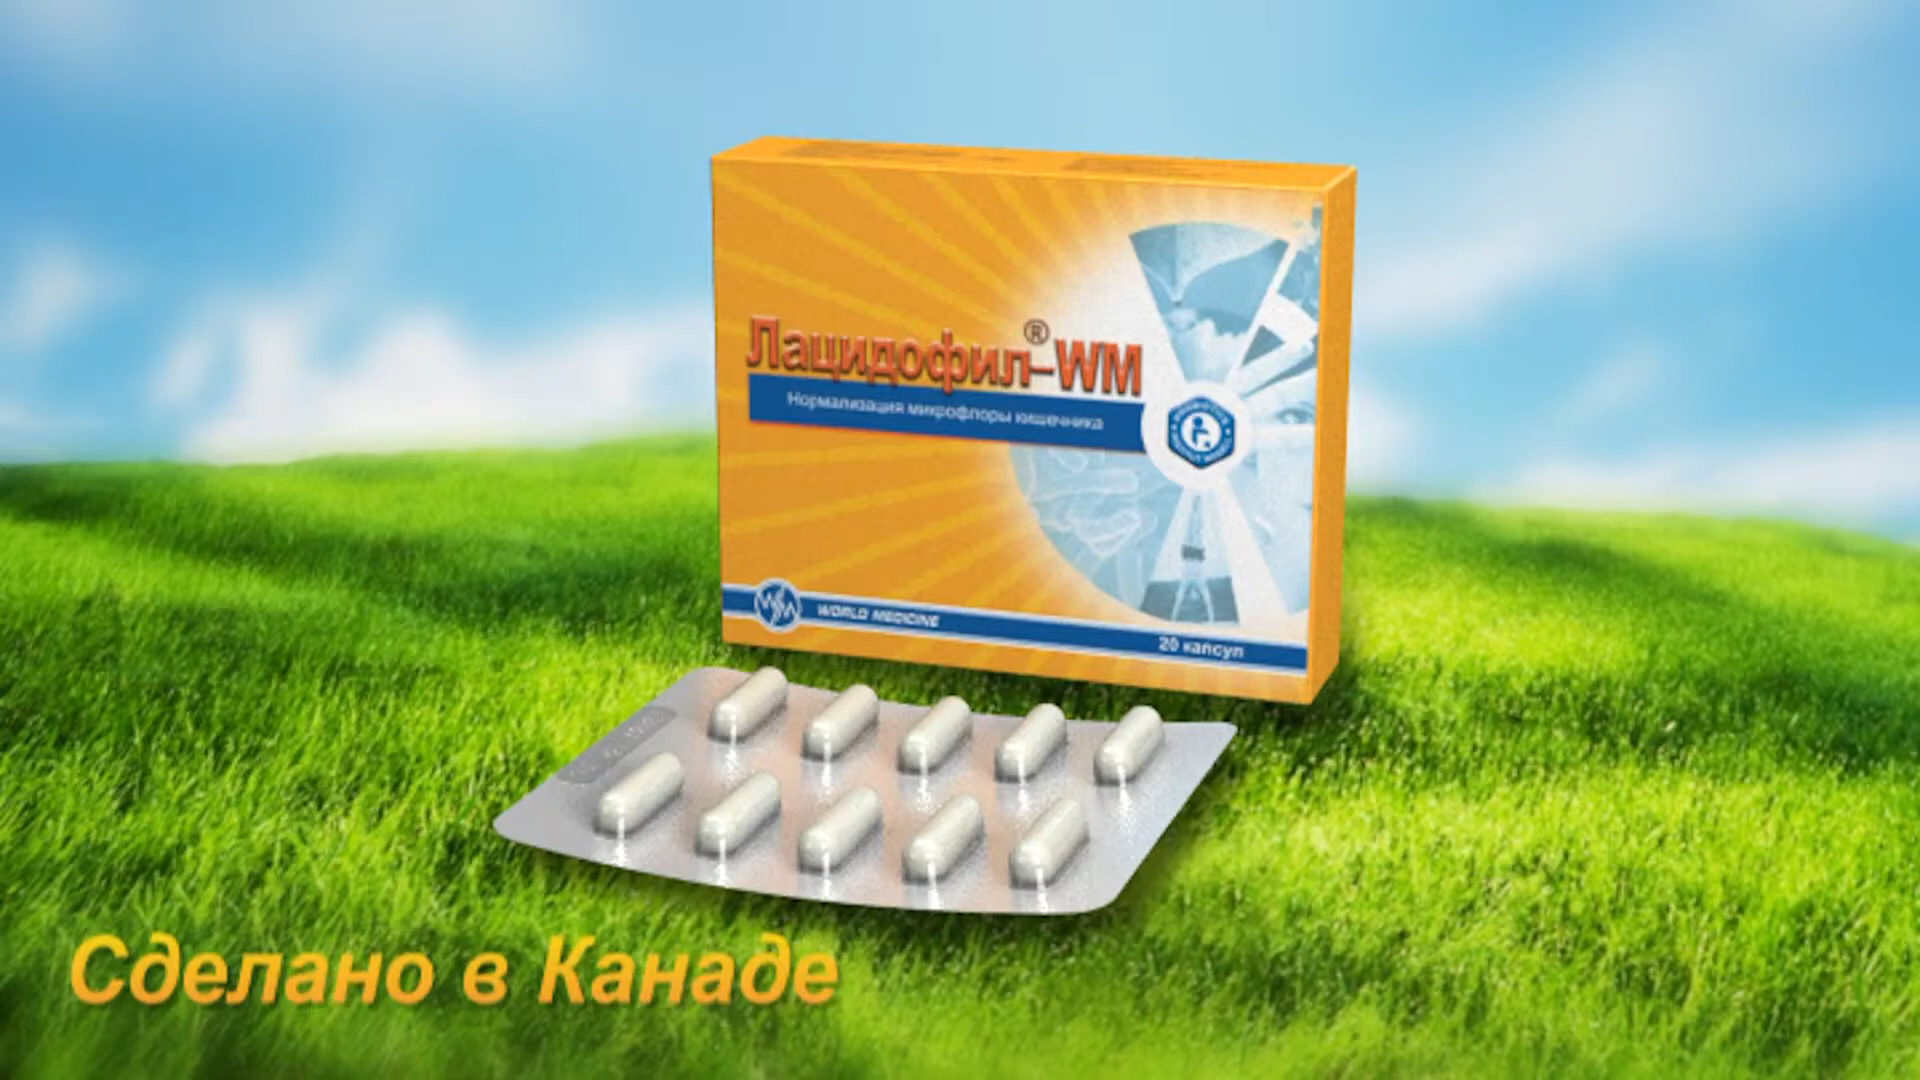 Лацидофил®–WM
Нормализация микрофлоры кишечника
WORLD MEDICINE
20 капсул
Сделано в Канаде